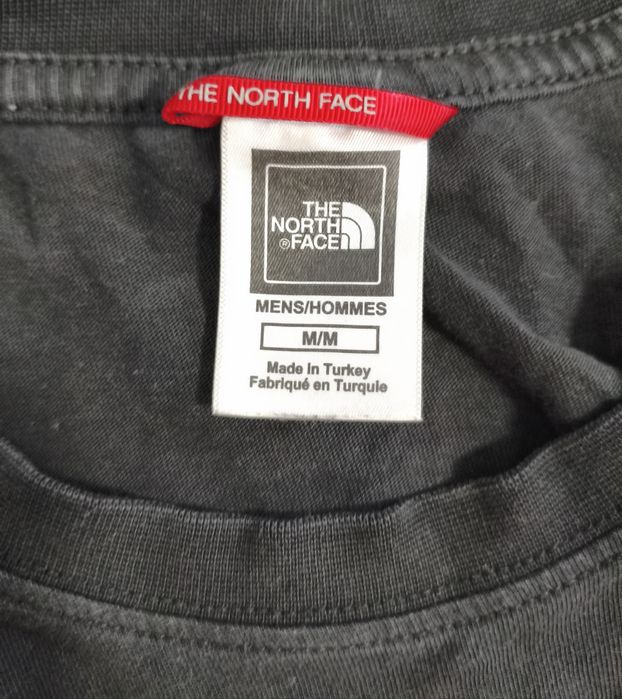 THE NORTH FACE
THE
NORTH
® FACE
MENS/HOMMES
M/M
Made in Turkey
Fabriqué en Turquie